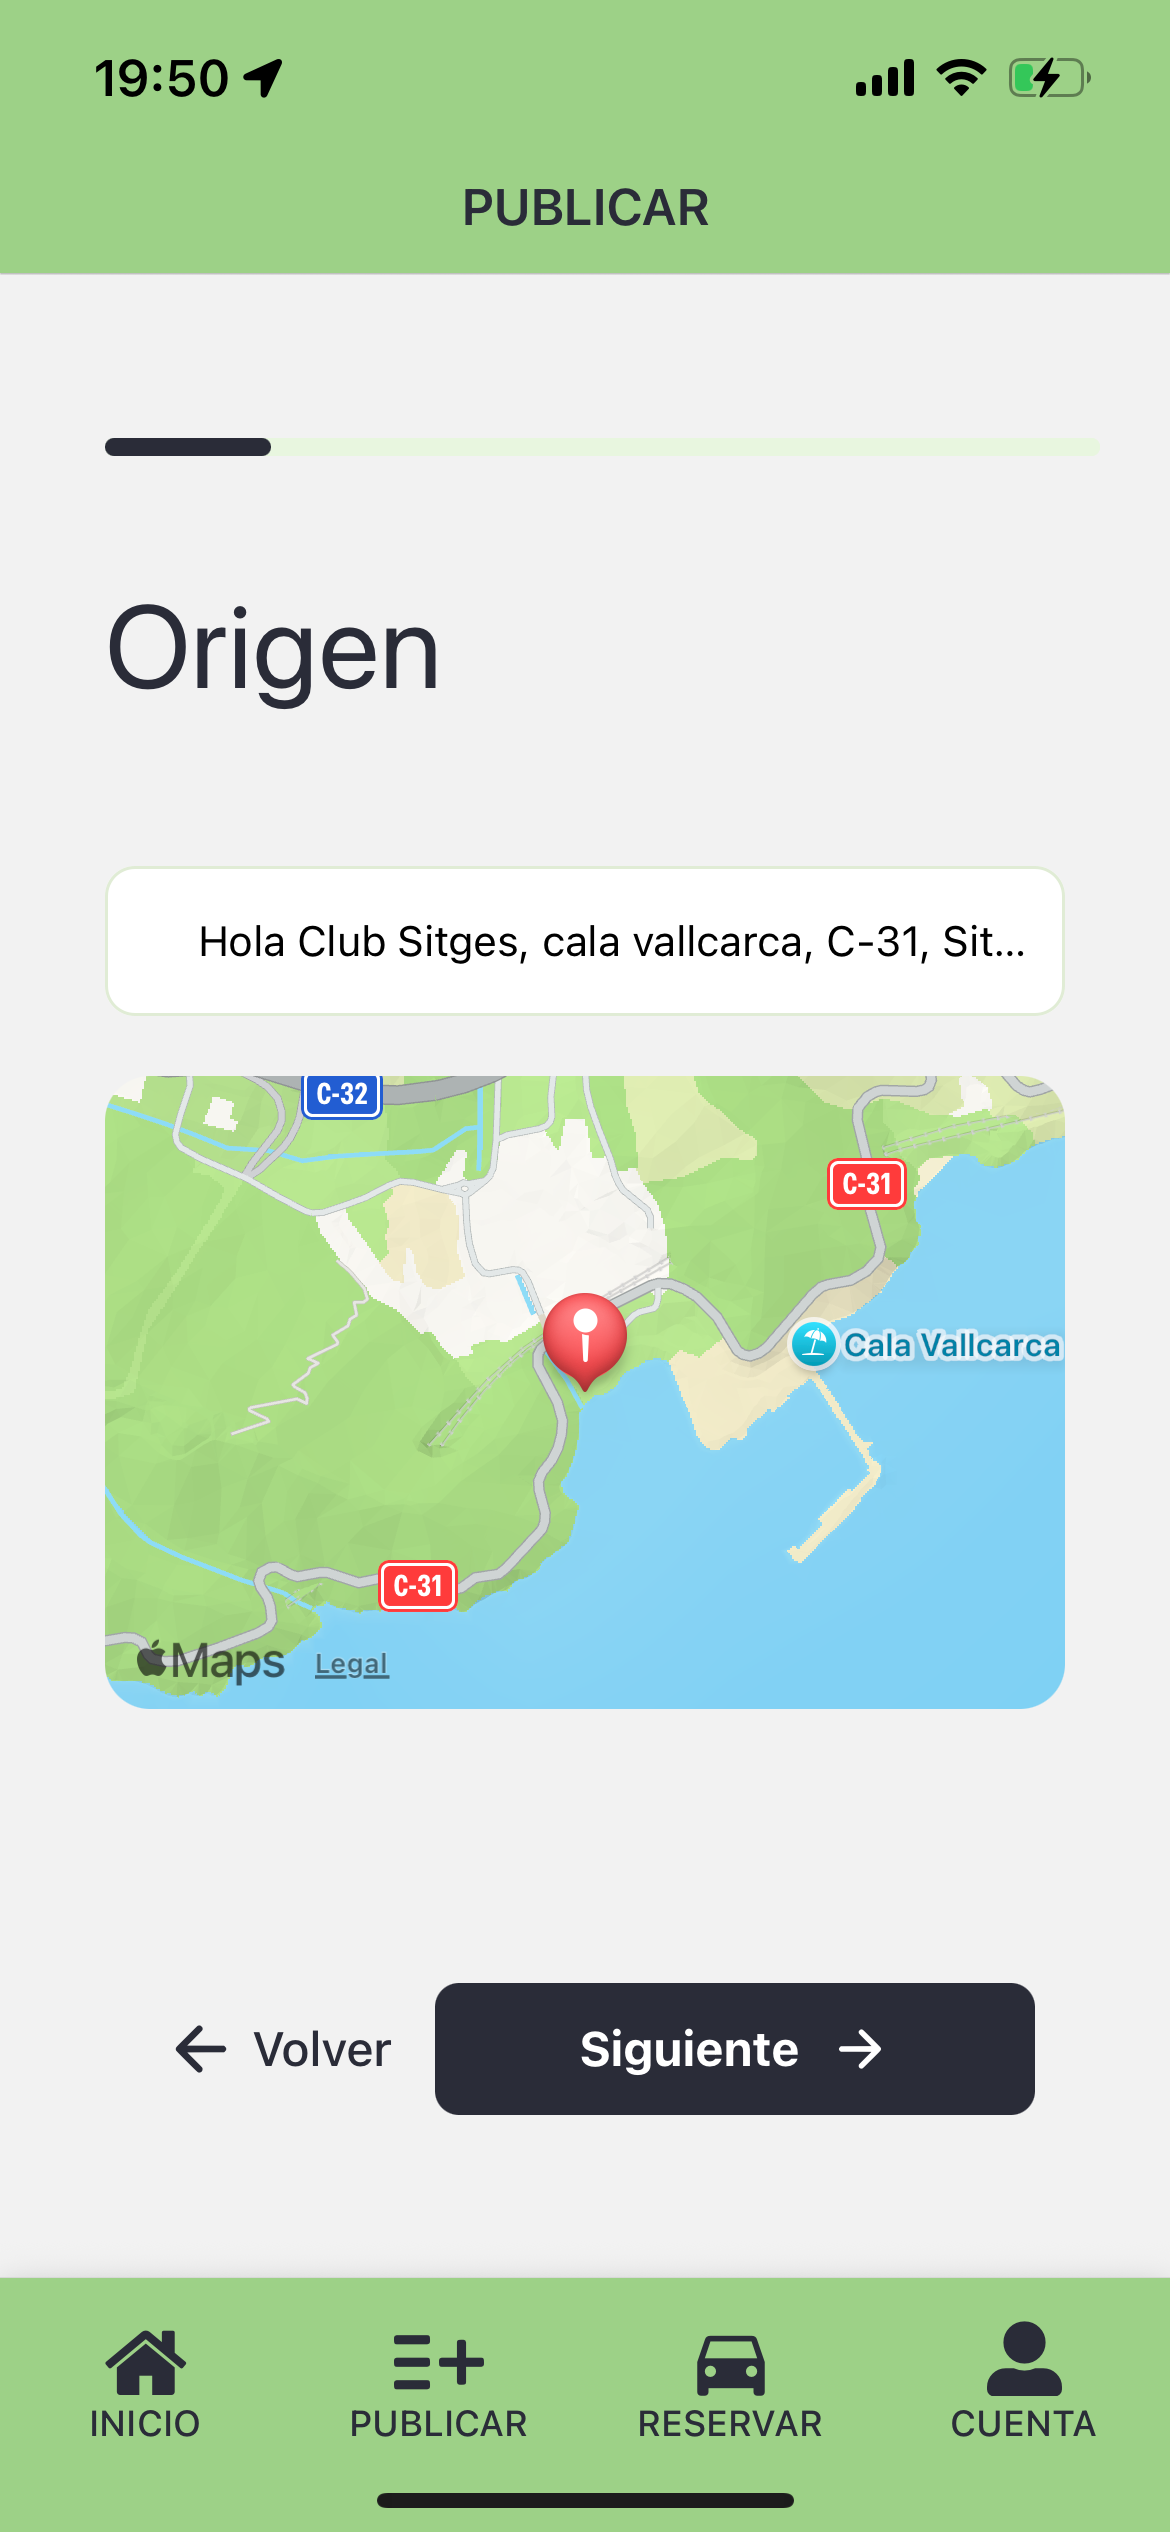 19:50
PUBLICAR
Origen
Hola Club Sitges, cala vallcarca, C-31, Sit...
C-32
C-31
Cala Vallcarca
C-31
Maps Legal
Volver Siguiente
INICIO PUBLICAR RESERVAR CUENTA